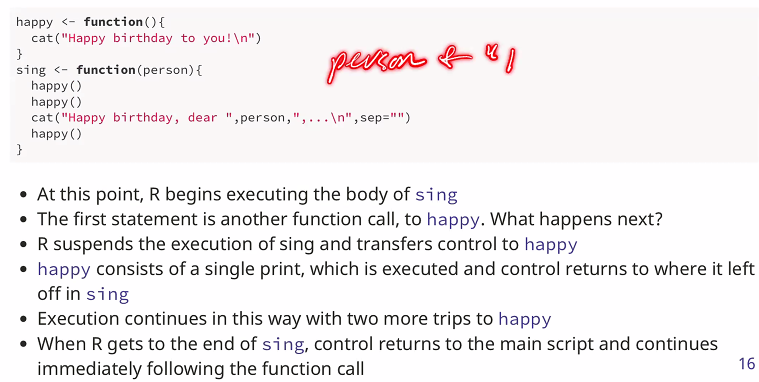 happy <- function(){
cat("Happy birthday to you!\n")
}
sing <- function(person){
happy()
happy()
cat("Happy birthday, dear ",person,",...\n",sep="")
happy()
}
person
• At this point, R begins executing the body of sing
• The first statement is another function call, to happy. What happens next?
• R suspends the execution of sing and transfers control to happy
• happy consists of a single print, which is executed and control returns to where it left
off in sing
• Execution continues in this way with two more trips to happy
• When R gets to the end of sing, control returns to the main script and continues
immediately following the function call
16